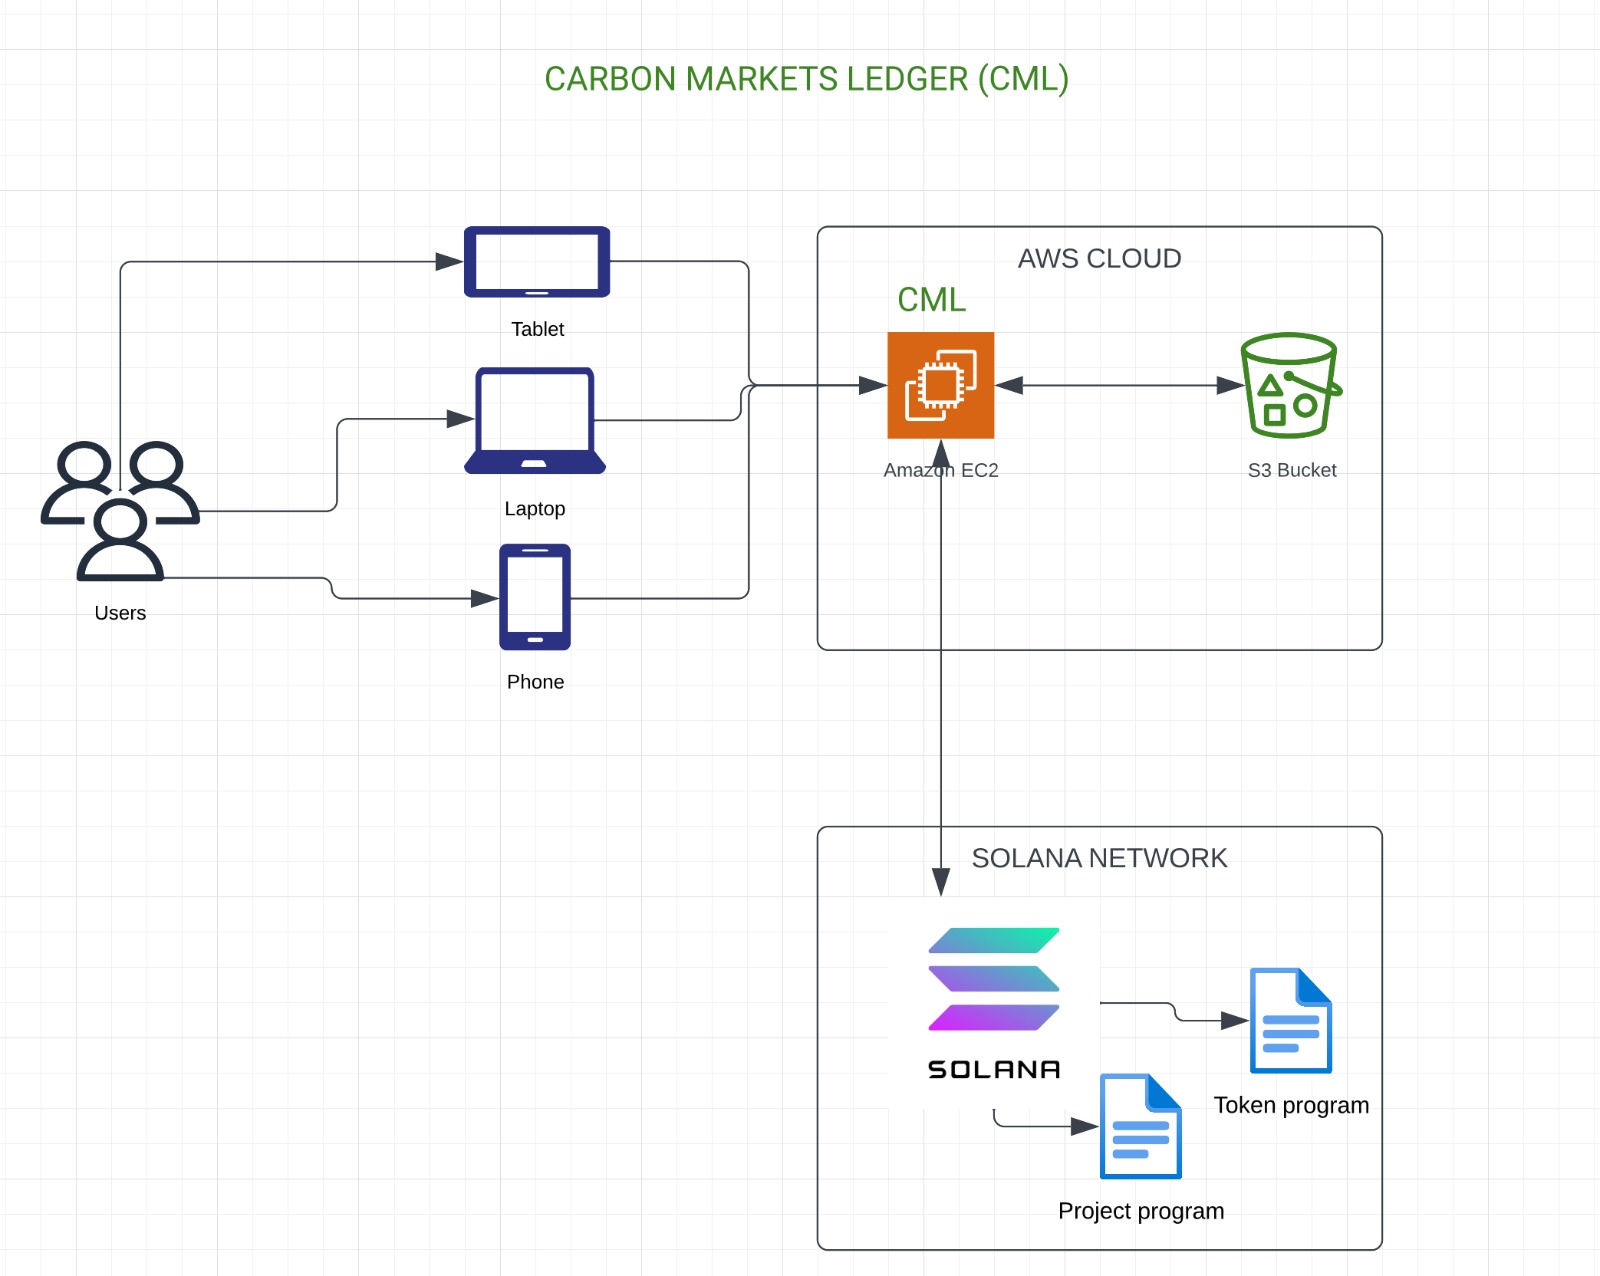 CARBON MARKETS LEDGER (CML)
AWS CLOUD
CML
Tablet
Amazon EC2
S3 Bucket
Laptop
Users
Phone
SOLANA NETWORK
SOLANA
Token program
Project program